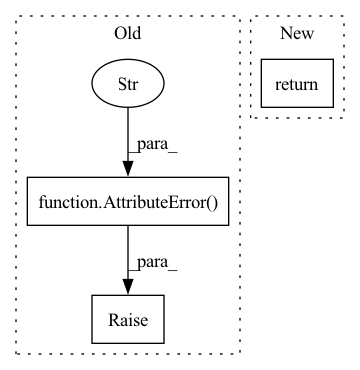 Old
New
Str
return
_para_
function.AttributeError()
_para_
Raise